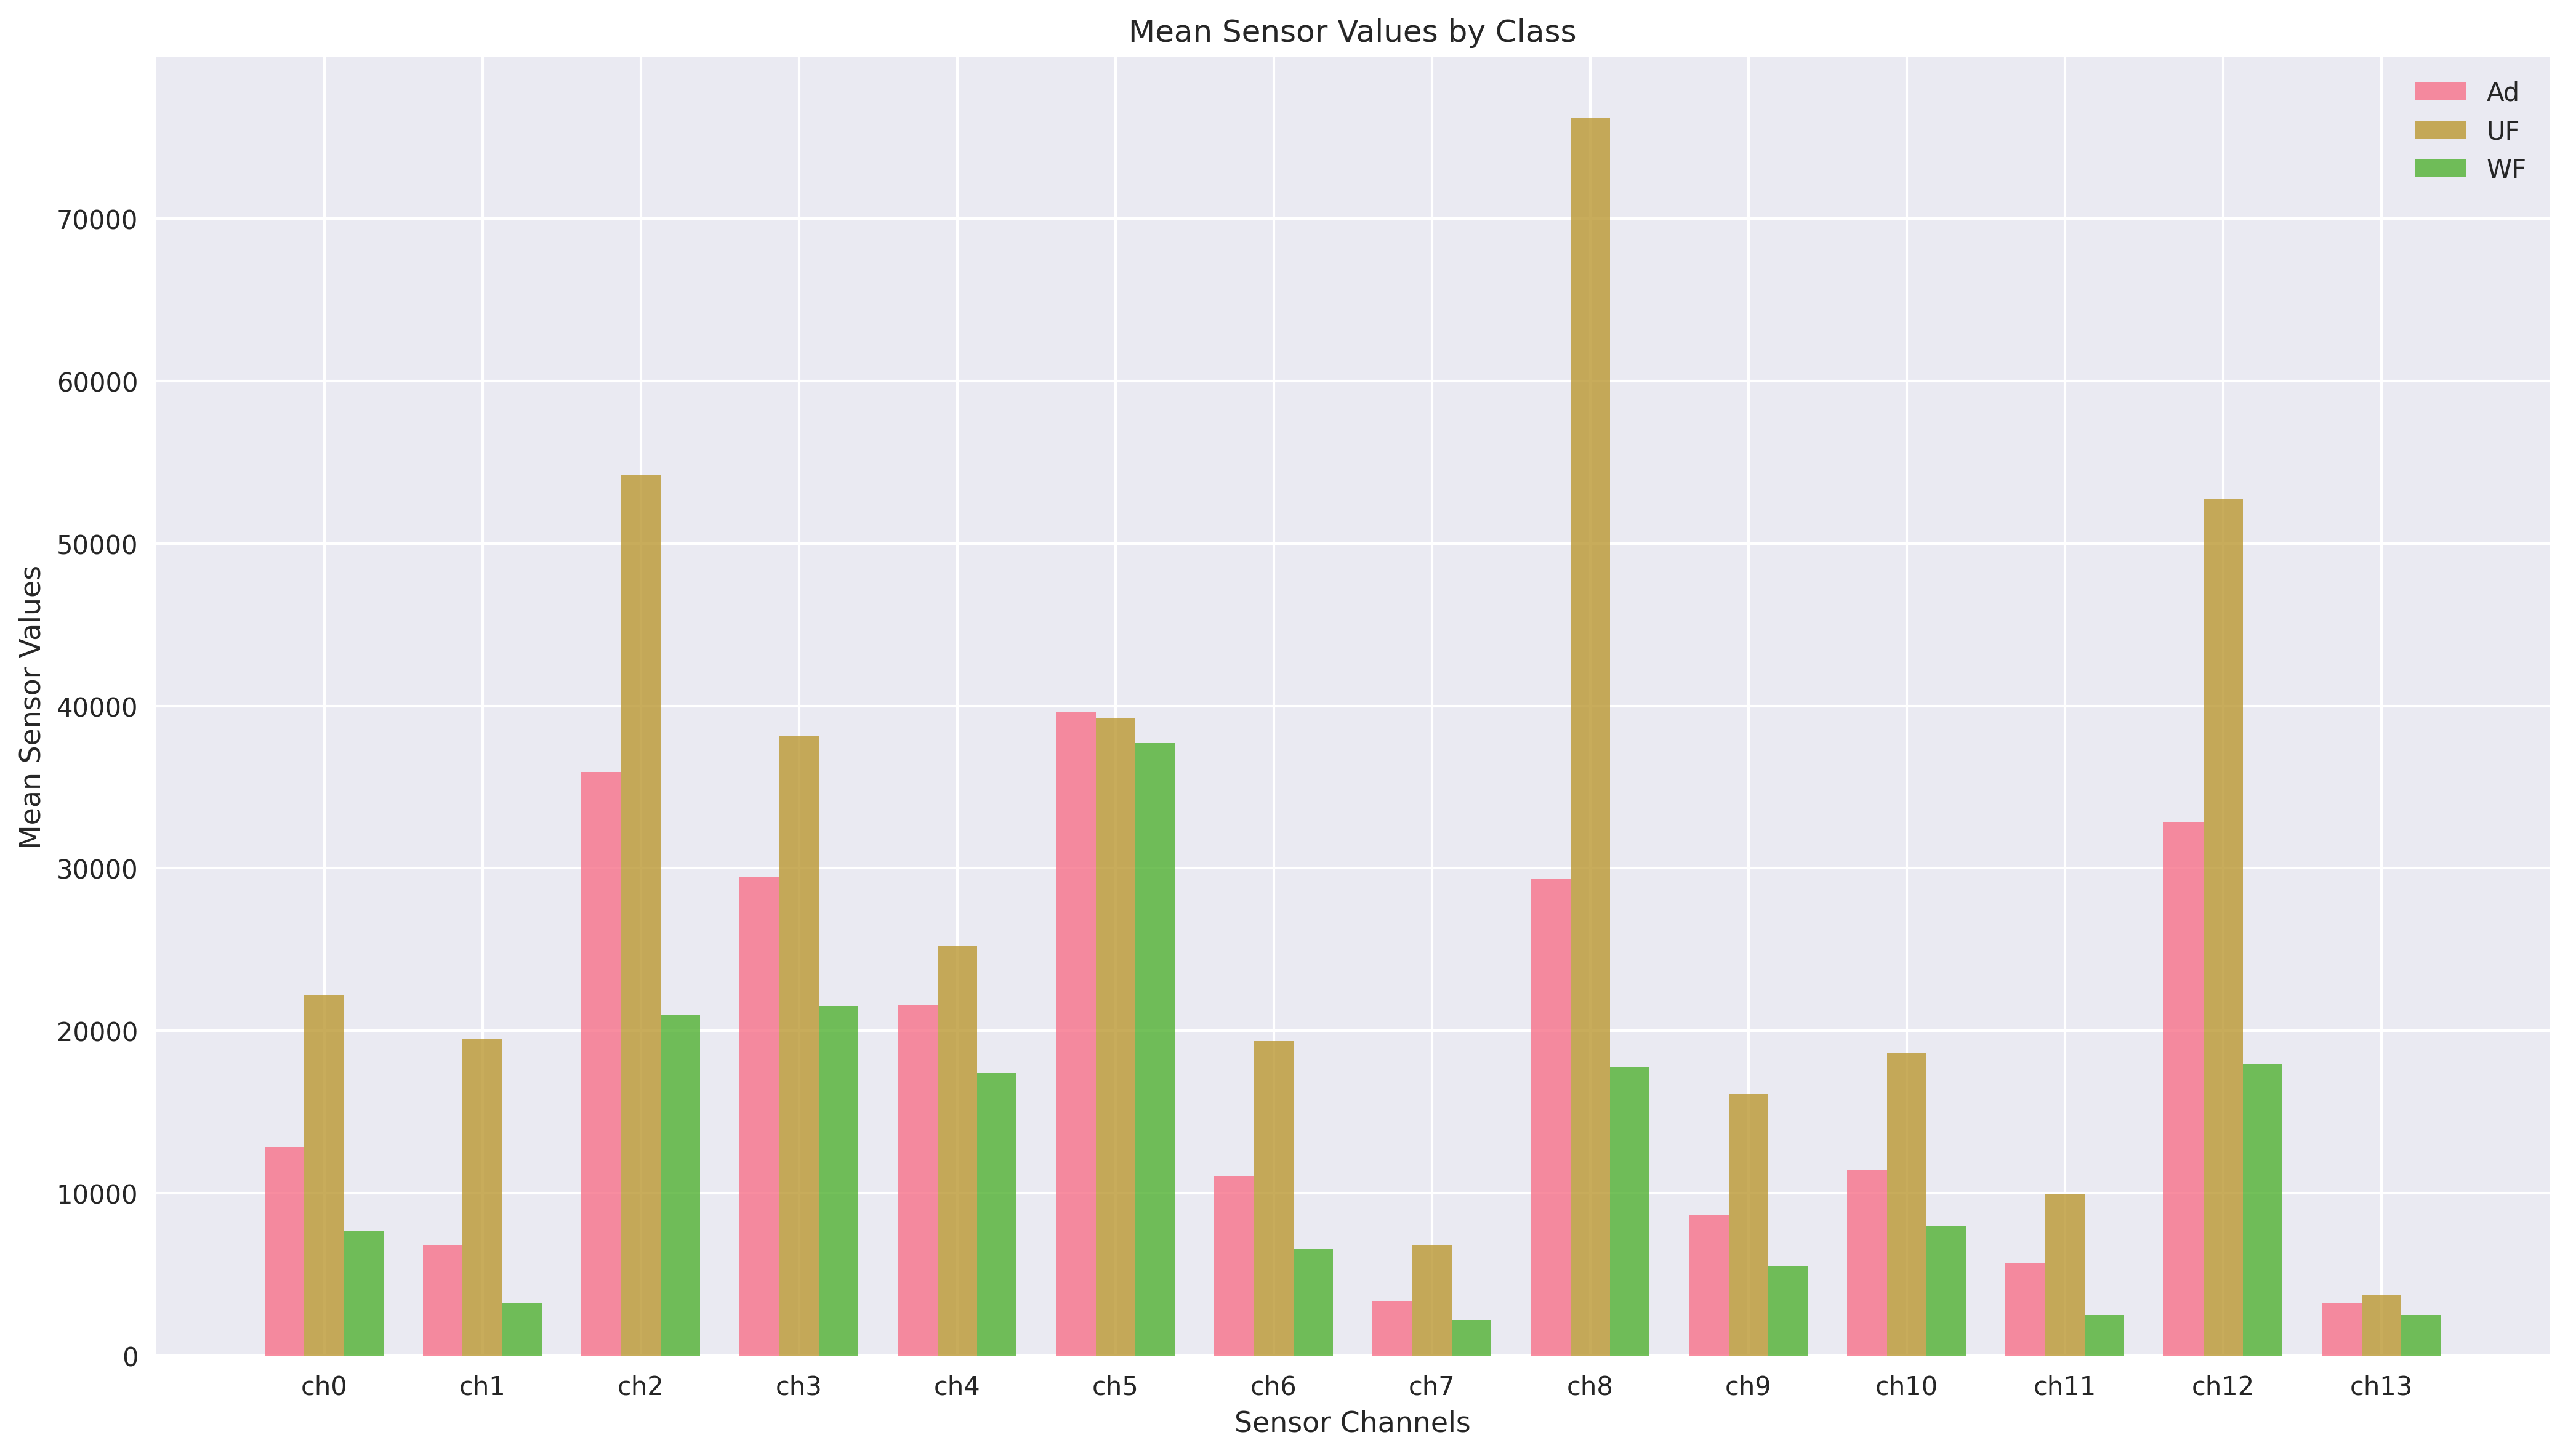 Mean Sensor Values by Class
Ad
UF
WF
70000
60000
50000
40000
30000
20000
10000
0
Mean Sensor Values
ch0 ch1 ch2 ch3 ch4 ch5 ch6 ch7 ch8 ch9 ch10 ch11 ch12 ch13
Sensor Channels